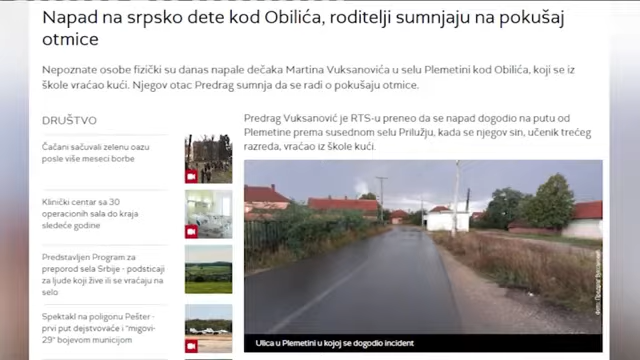 Napad na srpsko dete kod Obilića, roditelji sumnjaju na pokušaj
otmice
Nepoznate osobe fizički su danas napale dečaka Martina Vuksanovića u selu Plemetini kod Obilića, koji se iz
škole vraćao kući. Njegov otac Predrag sumnja da se radi o pokušaju otmice.
DRUŠTVO
Čačani sačuvali zelenu oazu
posle više meseci borbe
Klinički centar sa 30
operacionih sala do kraja
sledeće godine
Predstavljen Program za
preporod sela Srbije - podsticaji
za ljude koji žive ili se vraćaju na
selo
Spektakl na poligonu Pešter -
prvi put dejstvovaće i "migovi-
29" bojevom municijom
Predrag Vuksanović je RTS-u preneo da se napad dogodio na putu od
Plemetine prema susednom selu Prilužju, kada se njegov sin, učenik trećeg
razreda, vraćao iz škole kući.
Ulica u Plemetini u kojoj se dogodio incident